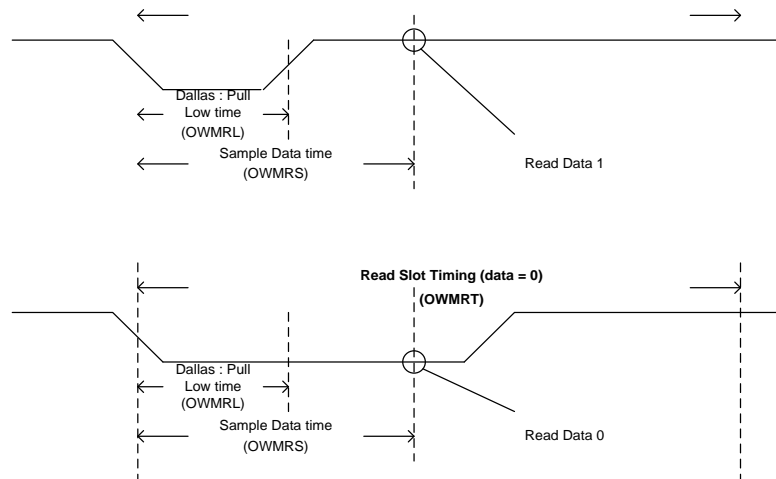 Dallas : Pull
Low time
(OWMRL)
Sample Data time
(OWMRS)
Read Data 1
Read Slot Timing (data = 0)
(OWMRT)
Dallas : Pull
Low time
(OWMRL)
Sample Data time
(OWMRS)
Read Data 0